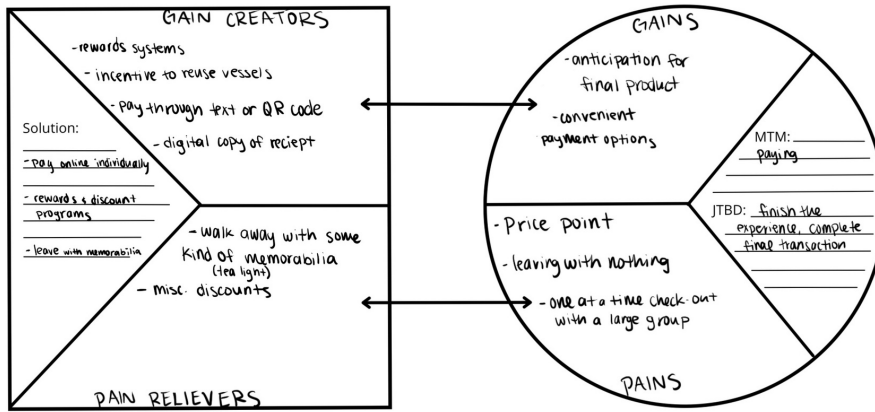 GAIN CREATORS
-rewards systems
- incentive to reuse vessels
- pay through text or QR code
- digital copy of reciept
Solution:
- pay online individually
- rewards & discount
programs
- leave with memorabilia
- walk away with some
kind of memorabilia
(tea light)
- misc. discounts
PAIN RELIEVERS
GAINS
-anticipation for
final product
-convenient
payment options
MTM:
paying
JTBD: finish the
experience, complete
final transaction
- Price point
- leaving with nothing
- one at a time check-out
with a large group
PAINS